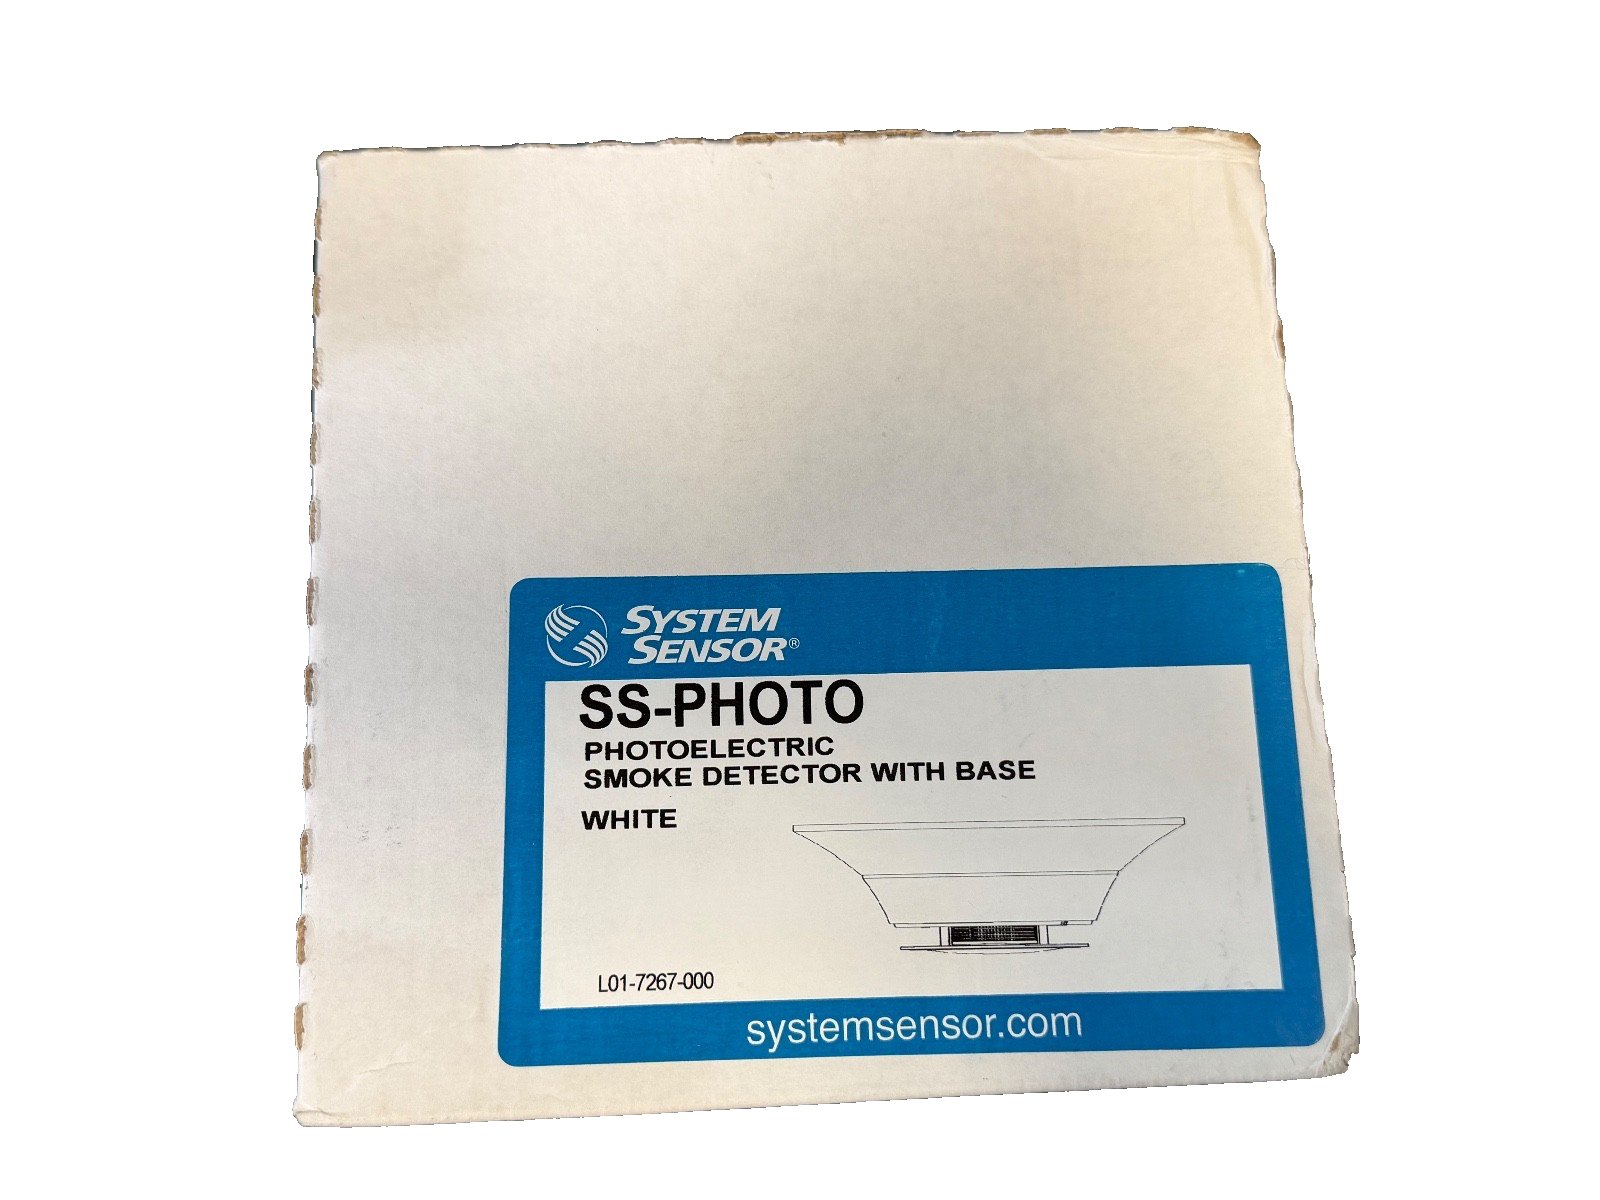 SYSTEM
SENSOR®
SS-PHOTO
PHOTOELECTRIC
SMOKE DETECTOR WITH BASE
WHITE
L01-7267-000
systemsensor.com